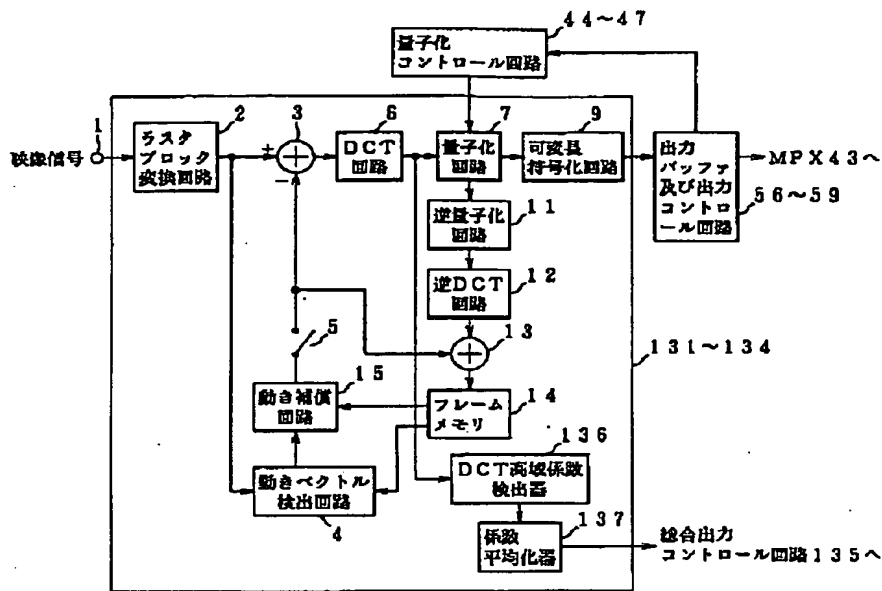 44～47
量子化
コントロール回路
映像信号
1
2
ラスタ
ブロック
変換回路
3
+
-
6
DCT
回路
7
量子化
回路
9
可変長
符号化回路
出力
バッファ
及び出力
コントロ
ール回路
MPX43へ
56～59
逆量子化
回路
11
逆DCT
回路
12
13
5
15
動き補償
回路
フレーム
メモリ
14
131～134
動きベクトル
検出回路
4
136
DCT高域係数
検出器
137
係数
平均化器
総合出力
コントロール回路135へ